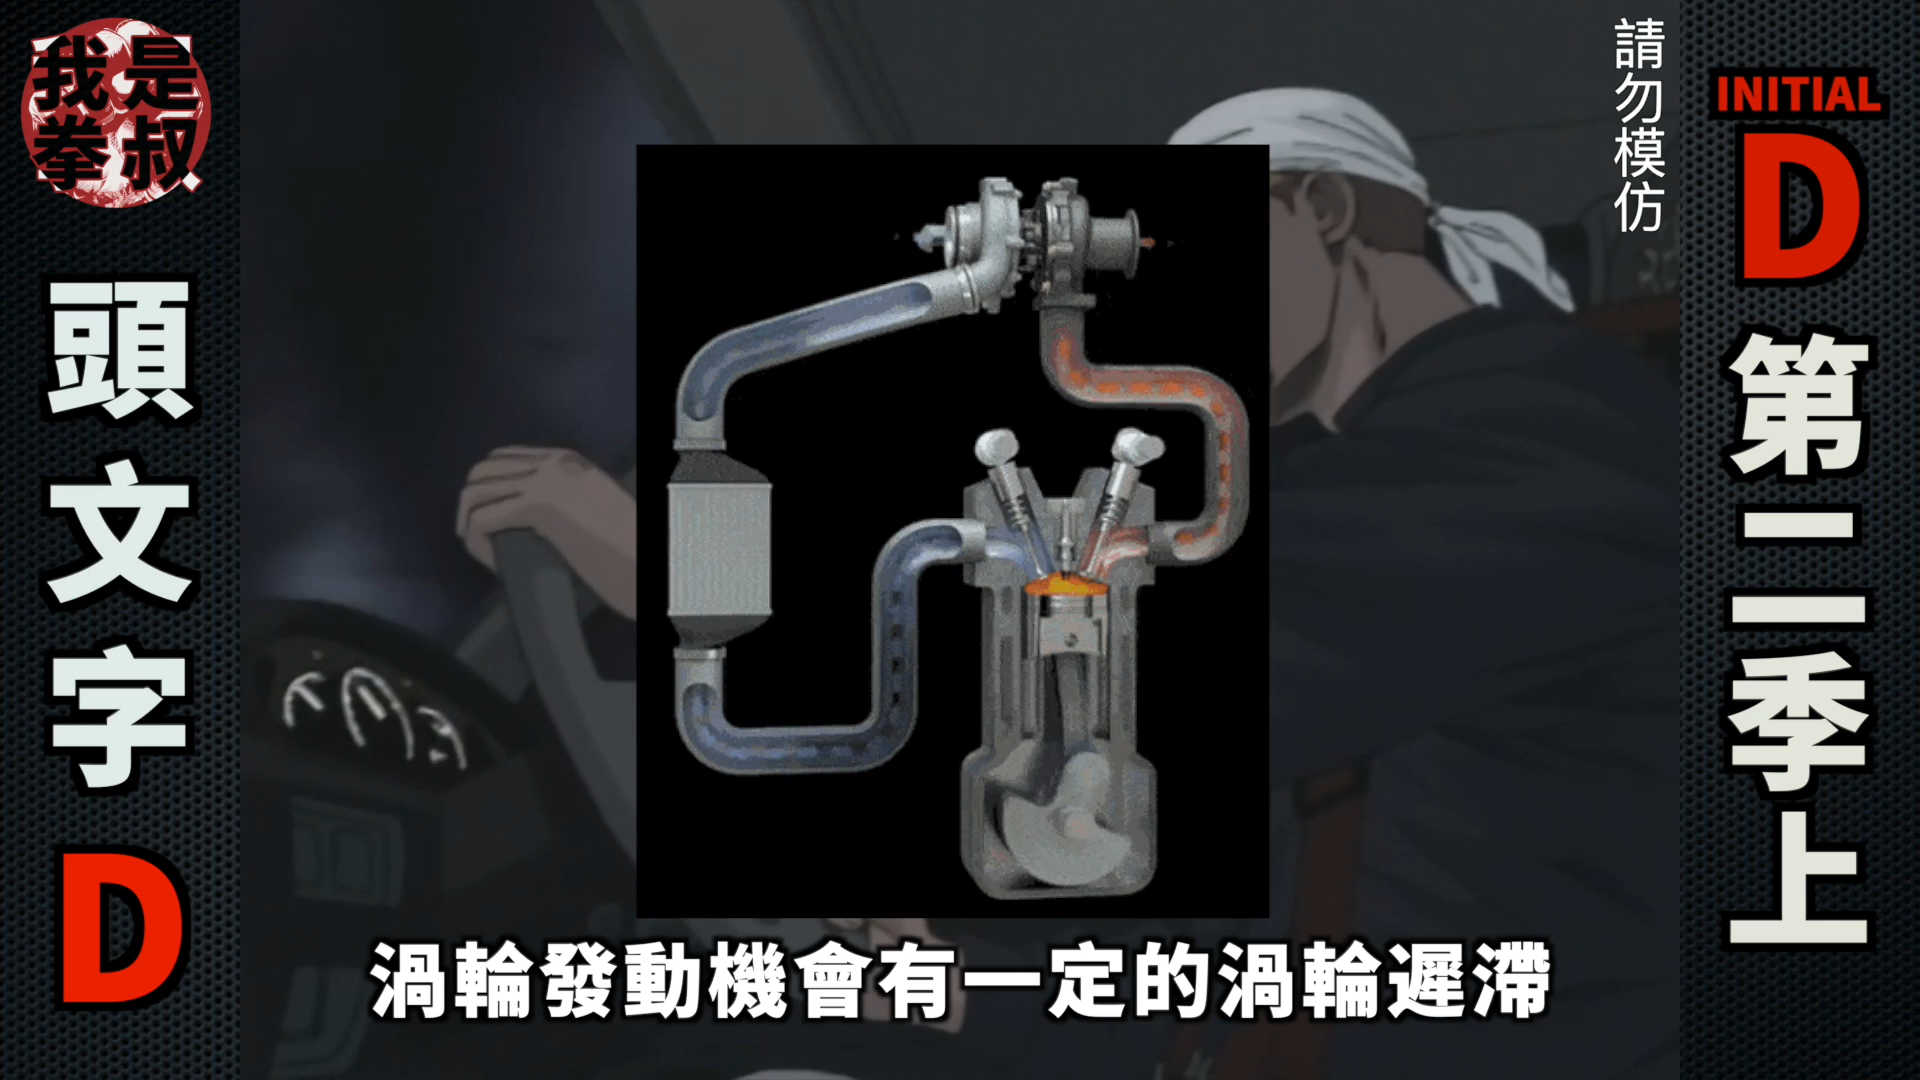 我是
拳叔
頭文字D
請勿模仿
INITIAL
D
第二季上
渦輪發動機會有一定的渦輪遲滯